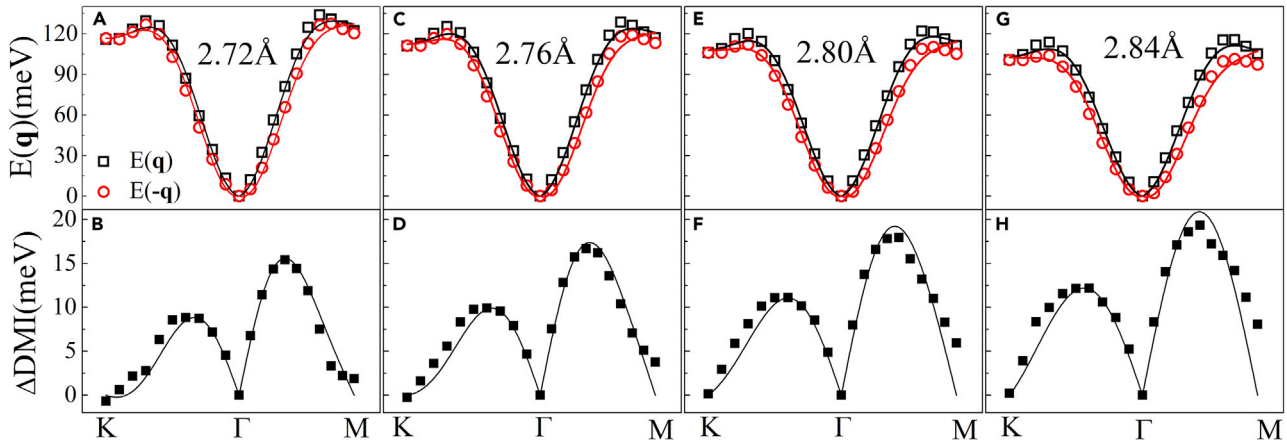 A
C
E
G
2.72Å
2.76Å
2.80Å
2.84Å
E(q)(meV)
120
90
60
30
0
E(q)
E(-q)
B
D
F
H
ΔDMI(meV)
20
15
10
5
0
K Γ M K Γ M K Γ M K Γ M